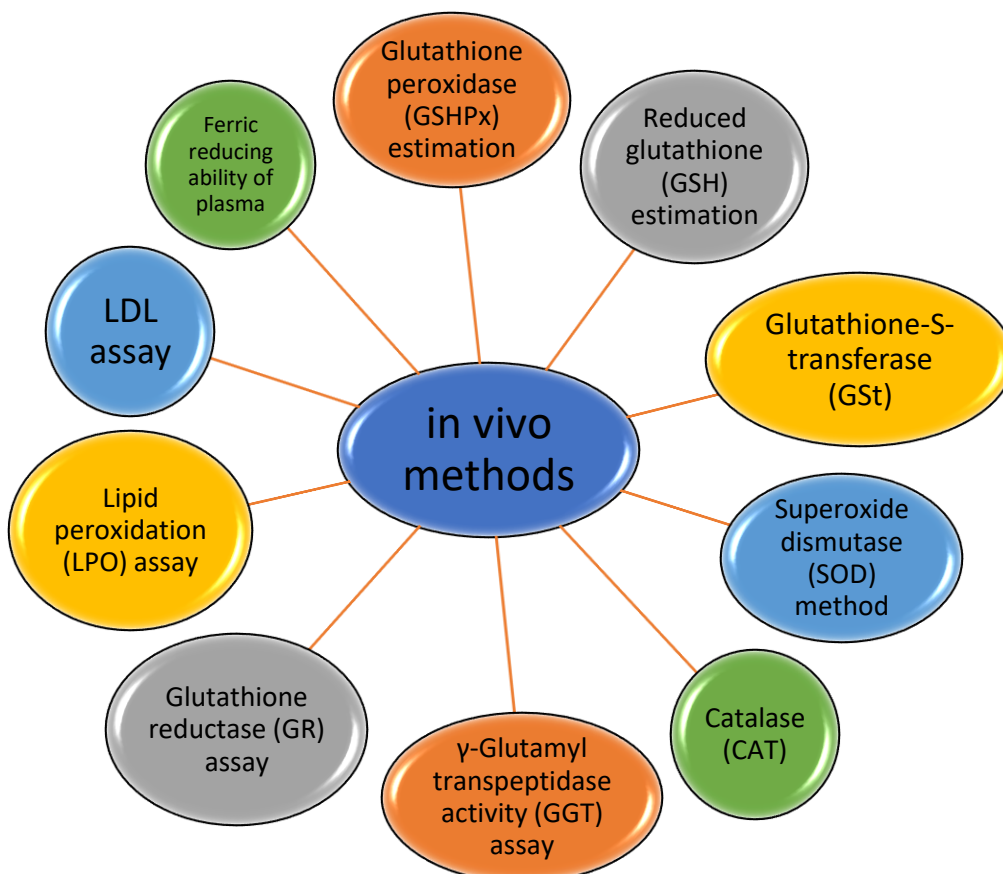 Glutathione
peroxidase
(GSHPx)
estimation
Reduced
glutathione
(GSH)
estimation
Ferric
reducing
ability of
plasma
LDL
assay
Glutathione-S-
transferase
(GSt)
in vivo
methods
Lipid
peroxidation
(LPO) assay
Superoxide
dismutase
(SOD)
method
Glutathione
reductase (GR)
assay
Catalase
(CAT)
γ-Glutamyl
transpeptidase
activity (GGT)
assay